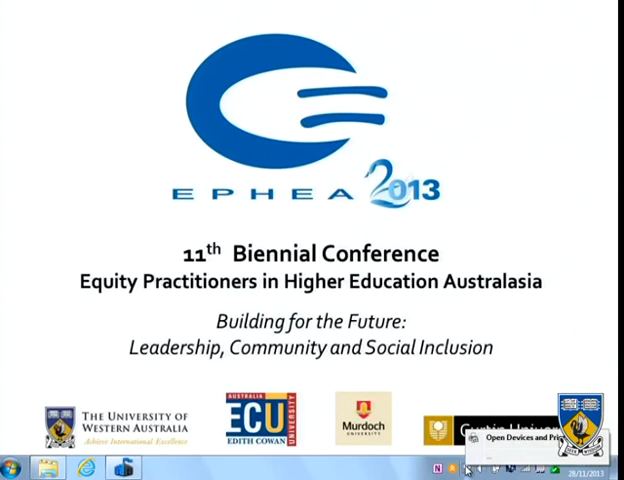 EPHEA 2013
11th Biennial Conference
Equity Practitioners in Higher Education Australasia
Building for the Future:
Leadership, Community and Social Inclusion
THE UNIVERSITY OF
WESTERN AUSTRALIA
Achieve International Excellence
AUSTRALIA
ECU
EDITH COWAN
UNIVERSITY
Murdoch
UNIVERSITY
Curtin Univer
Open Devices and Pri
28/11/2013